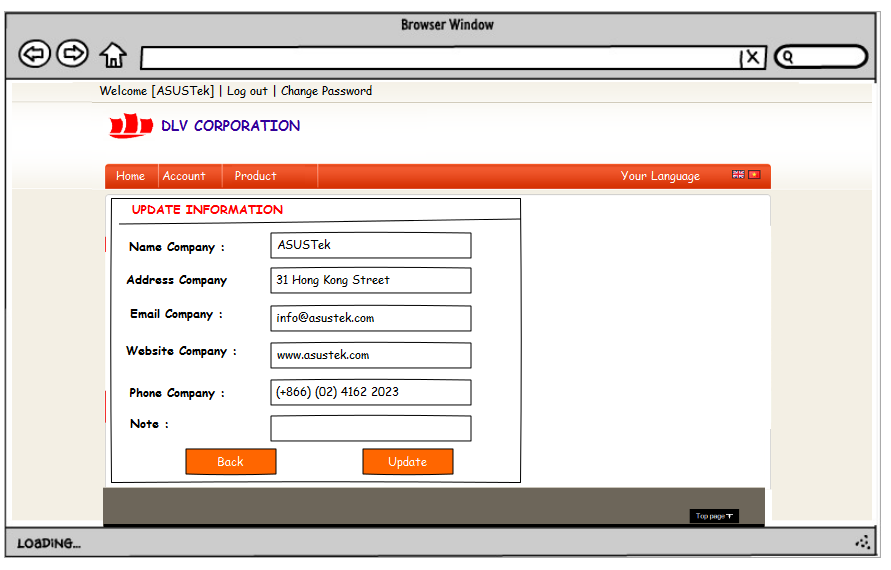 Browser Window
Welcome [ASUSTek] | Log out | Change Password
DLV CORPORATION
Home Account Product Your Language
UPDATE INFORMATION
Name Company : ASUSTek
Address Company 31 Hong Kong Street
Email Company : info@asustek.com
Website Company : www.asustek.com
Phone Company : (+866) (02) 4162 2023
Note :
Back Update
Top page
LOADING...